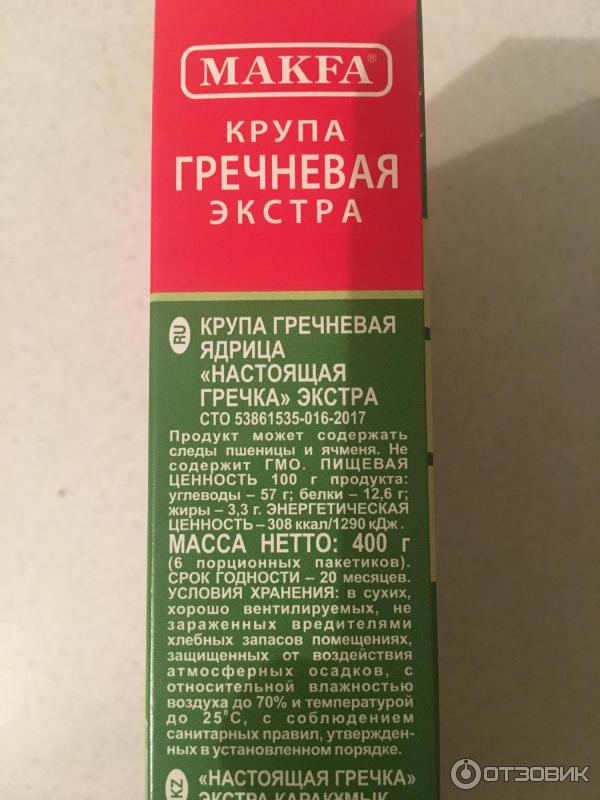 MAKFA®
КРУПА
ГРЕЧНЕВАЯ
ЭКСТРА
RU
КРУПА ГРЕЧНЕВАЯ
ЯДРИЦА
«НАСТОЯЩАЯ
ГРЕЧКА» ЭКСТРА
СТО 53861535-016-2017
Продукт может содержать
следы пшеницы и ячменя. Не
содержит ГМО. ПИЩЕВАЯ
ЦЕННОСТЬ 100 г продукта:
углеводы – 57 г; белки – 12,6 г;
жиры – 3,3 г. ЭНЕРГЕТИЧЕСКАЯ
ЦЕННОСТЬ – 308 ккал/1290 кДж.
МАССА НЕТТО: 400 г
(6 порционных пакетиков).
СРОК ГОДНОСТИ – 20 месяцев.
УСЛОВИЯ ХРАНЕНИЯ: в сухих,
хорошо вентилируемых, не
зараженных вредителями
хлебных запасов помещениях,
защищенных от воздействия
атмосферных осадков, с
относительной влажностью
воздуха до 70% и температурой
до 25°С, с соблюдением
санитарных правил, утвержден-
ных в установленном порядке.
KZ
«НАСТОЯЩАЯ ГРЕЧКА»
ЭКСТРА ҚАРАҚҰМЫҚ
ОТЗОВИК